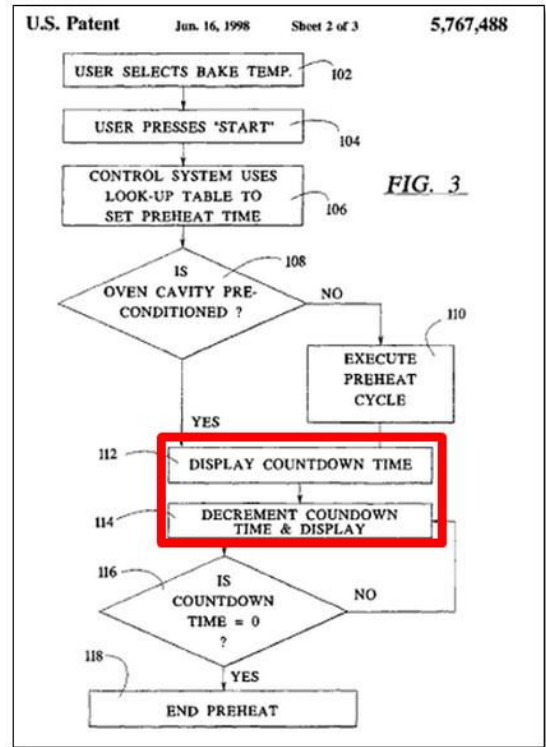 U.S. Patent Jun. 16, 1998 Sheet 2 of 3 5,767,488
USER SELECTS BAKE TEMP.
102
USER PRESSES "START"
104
CONTROL SYSTEM USES
LOOK-UP TABLE TO
SET PREHEAT TIME
106
FIG. 3
108
IS
OVEN CAVITY PRE-
CONDITIONED ?
NO
110
EXECUTE
PREHEAT
CYCLE
YES
112
DISPLAY COUNTDOWN TIME
114
DECREMENT COUNDOWN
TIME & DISPLAY
116
IS
COUNTDOWN
TIME = 0
?
NO
YES
118
END PREHEAT